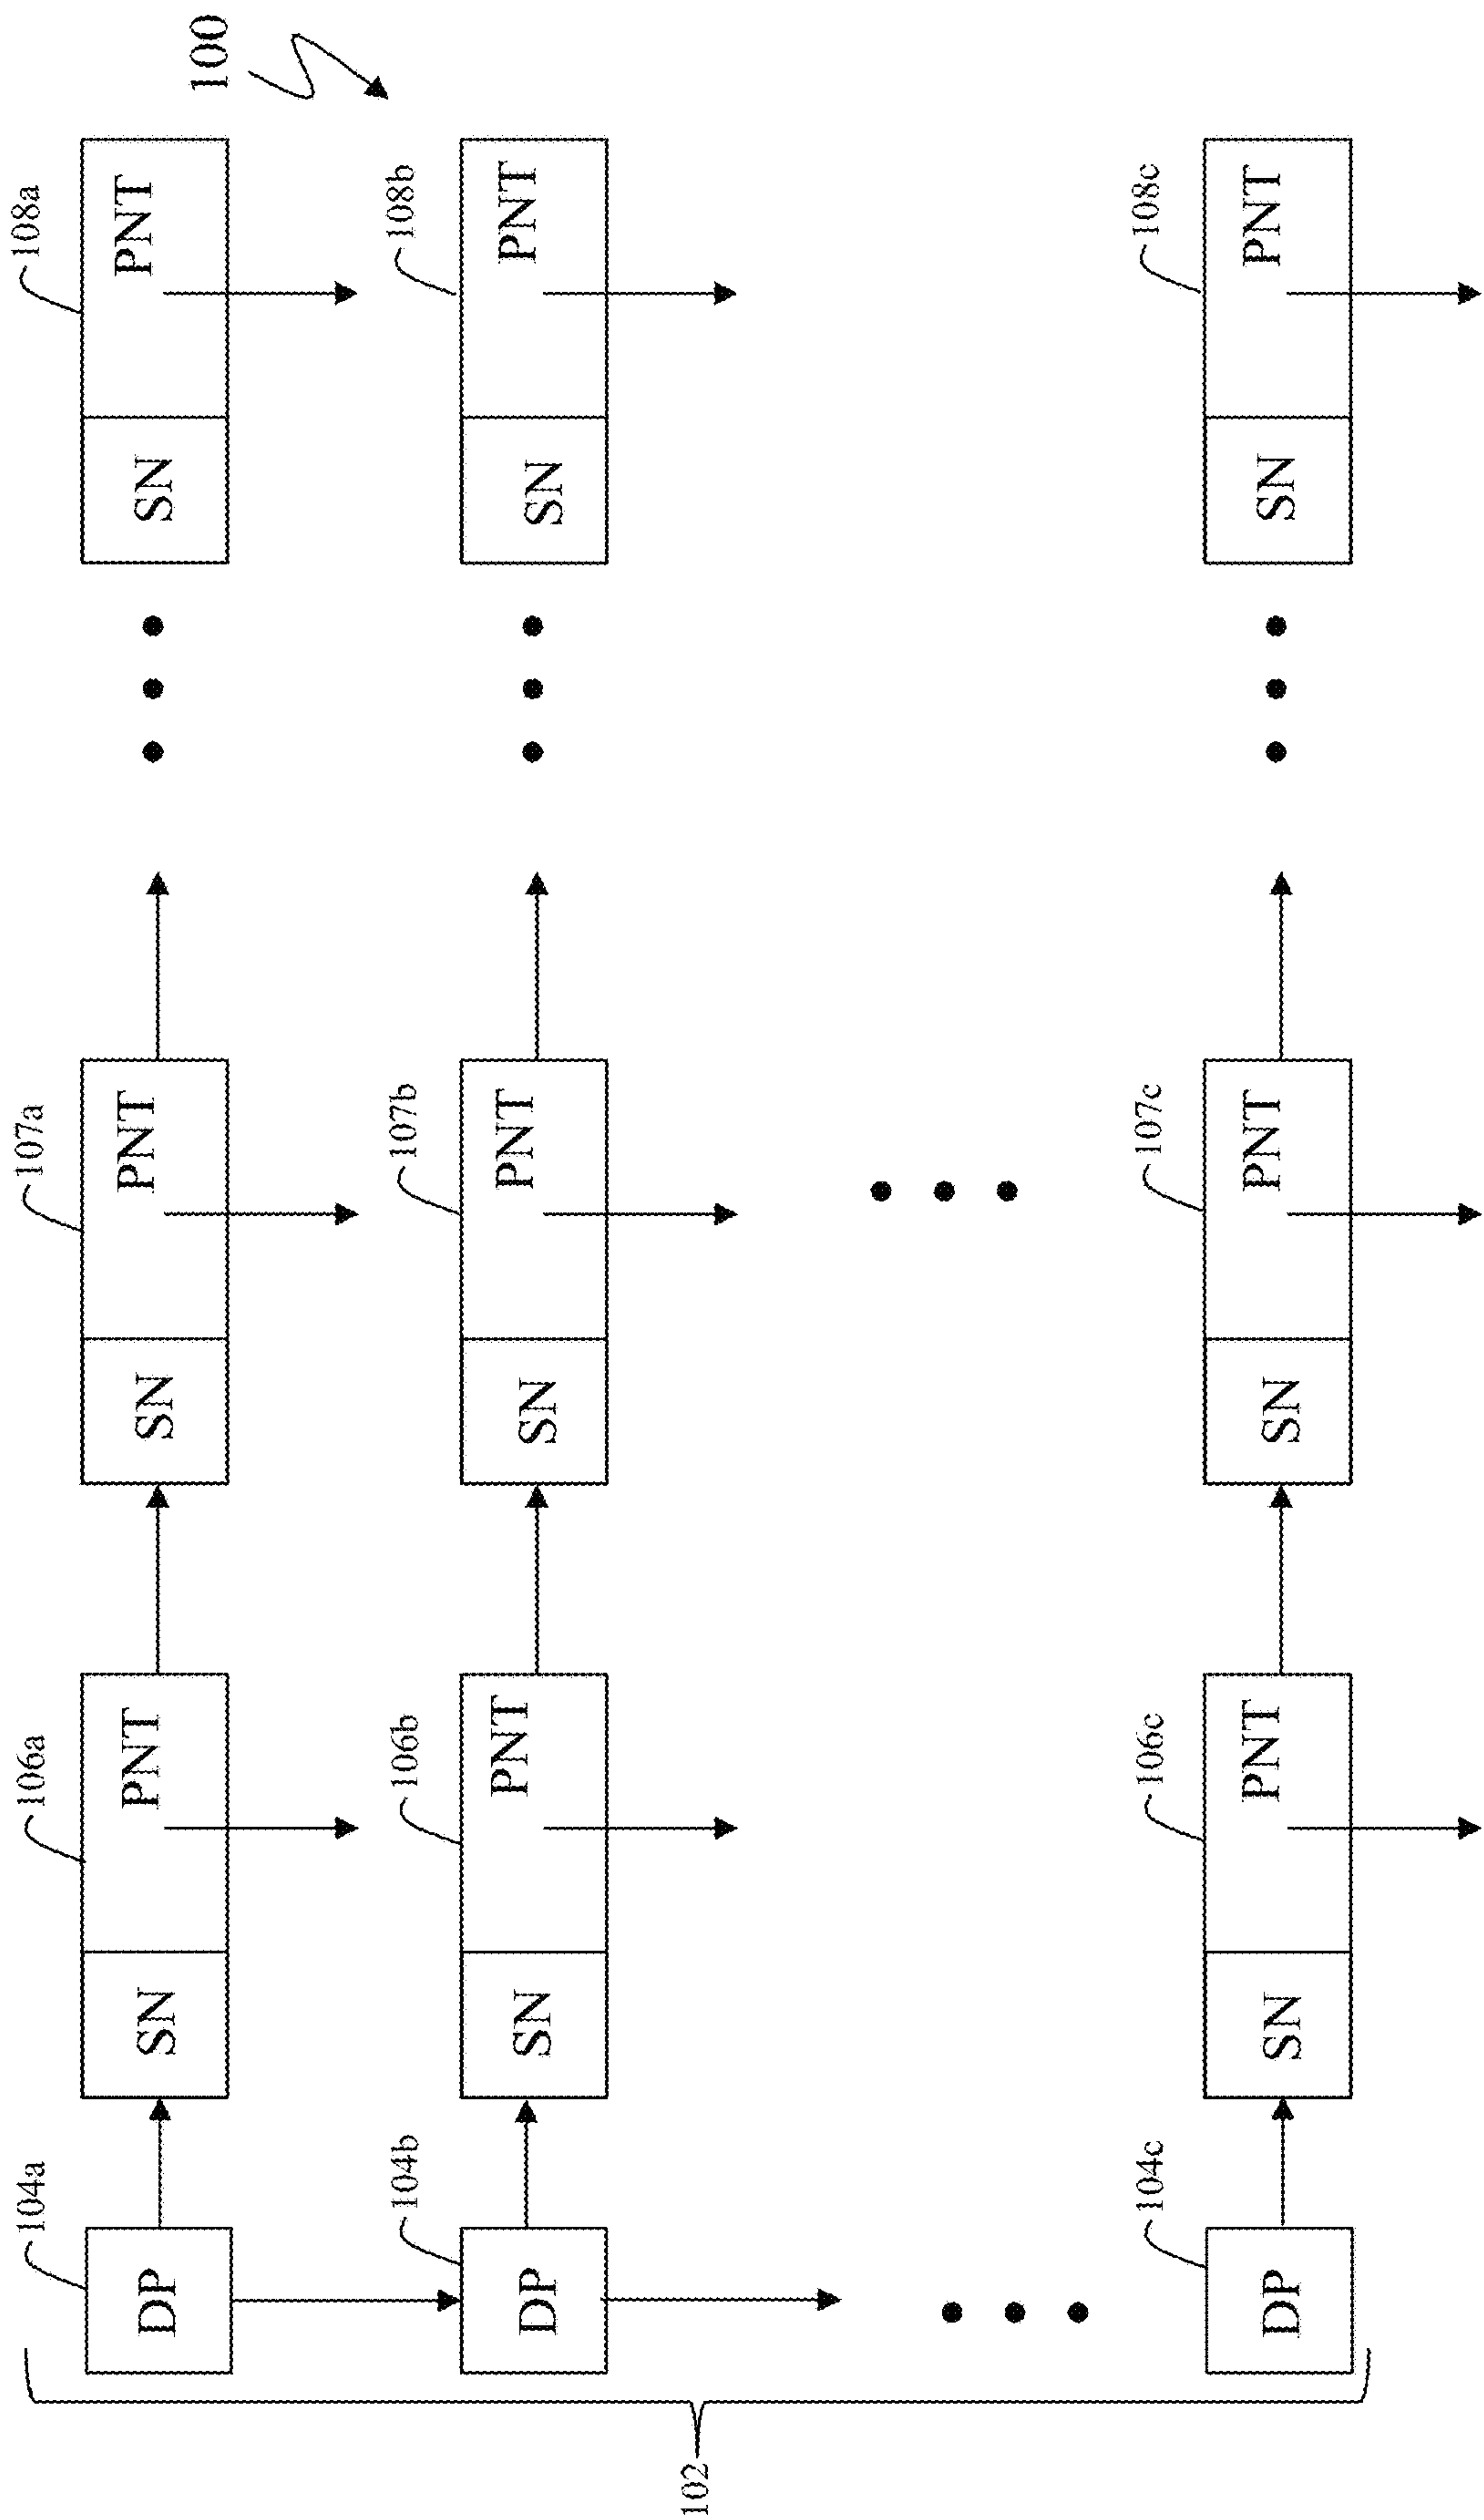 104a
106a
107a
108a
DP
SN
PNT
SN
PNT
SN
PNT
100
104b
106b
107b
108b
DP
SN
PNT
SN
PNT
SN
PNT
102
104c
106c
107c
108c
DP
SN
PNT
SN
PNT
SN
PNT